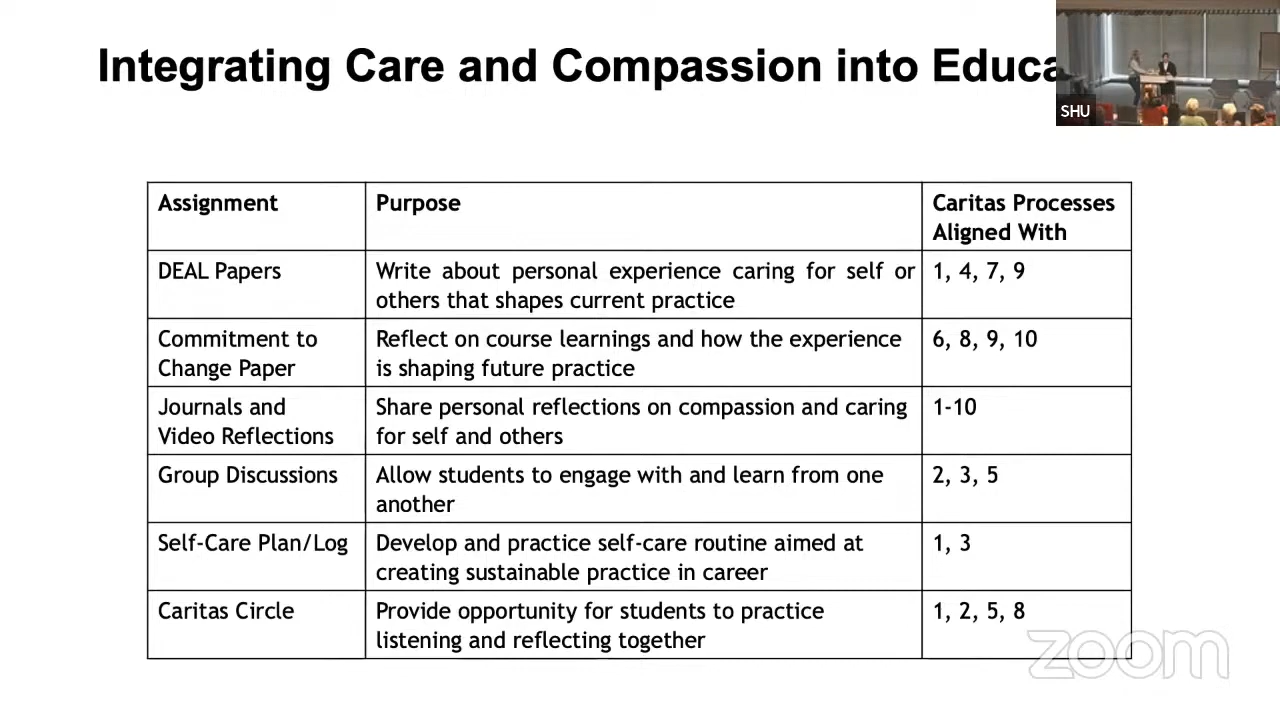 Integrating Care and Compassion into Educa
SHU
Assignment
Purpose
Caritas Processes
Aligned With
DEAL Papers
Write about personal experience caring for self or
others that shapes current practice
1, 4, 7, 9
Commitment to
Change Paper
Reflect on course learnings and how the experience
is shaping future practice
6, 8, 9, 10
Journals and
Video Reflections
Share personal reflections on compassion and caring
for self and others
1-10
Group Discussions
Allow students to engage with and learn from one
another
2, 3, 5
Self-Care Plan/Log
Develop and practice self-care routine aimed at
creating sustainable practice in career
1, 3
Caritas Circle
Provide opportunity for students to practice
listening and reflecting together
1, 2, 5, 8
zoom